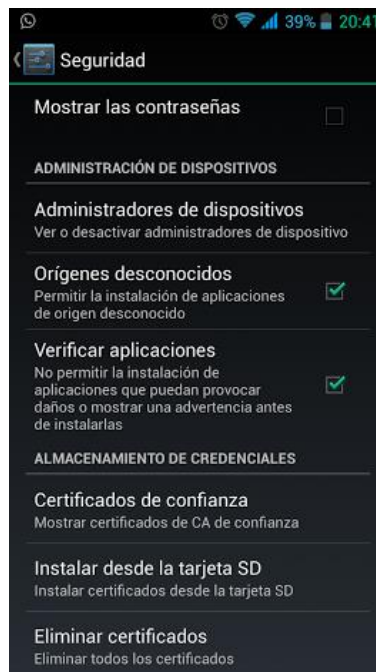 39% 20:41
Seguridad
Mostrar las contraseñas
ADMINISTRACIÓN DE DISPOSITIVOS
Administradores de dispositivos
Ver o desactivar administradores de dispositivo
Orígenes desconocidos
Permitir la instalación de aplicaciones
de origen desconocido
Verificar aplicaciones
No permitir la instalación de
aplicaciones que puedan provocar
daños o mostrar una advertencia antes
de instalarlas
ALMACENAMIENTO DE CREDENCIALES
Certificados de confianza
Mostrar certificados de CA de confianza
Instalar desde la tarjeta SD
Instalar certificados desde la tarjeta SD
Eliminar certificados
Eliminar todos los certificados